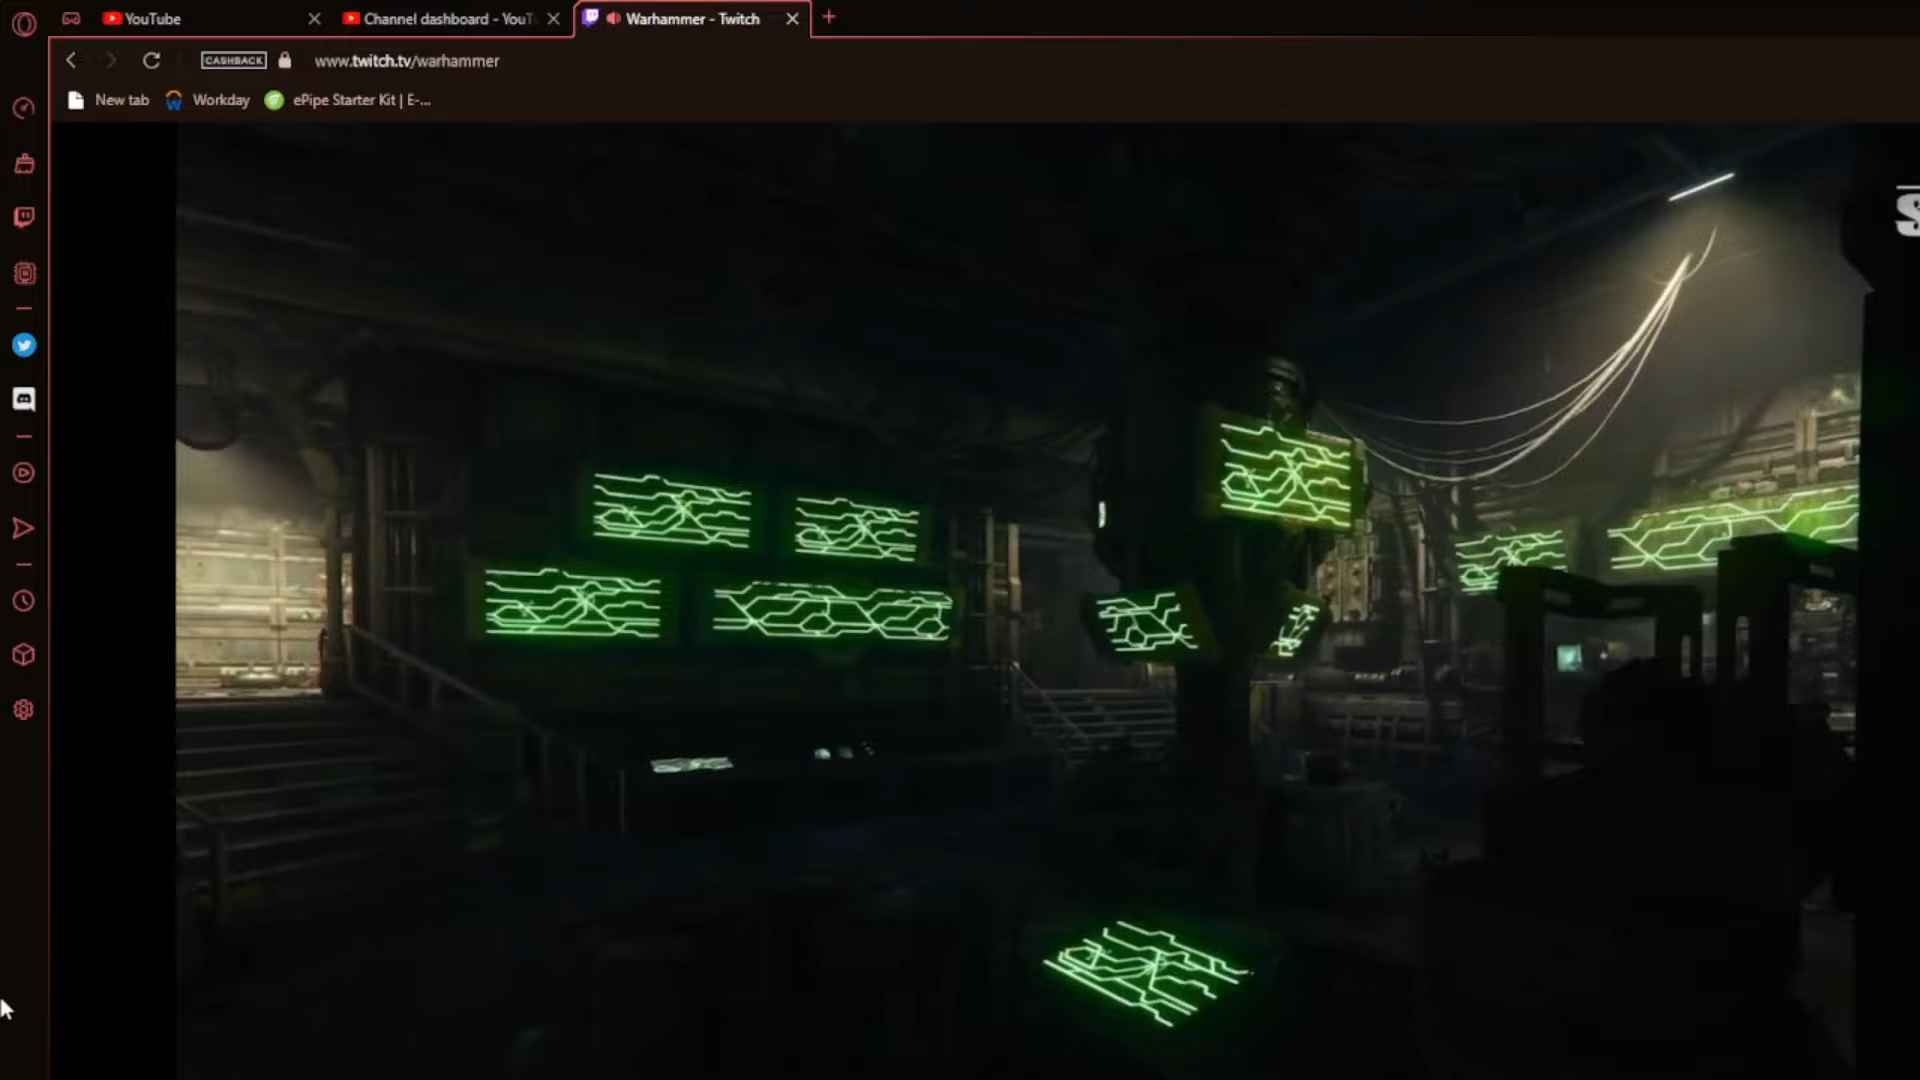 YouTube
Channel dashboard - YouT
Warhammer - Twitch
CASHBACK
www.twitch.tv/warhammer
New tab
Workday
ePipe Starter Kit | E-...
S